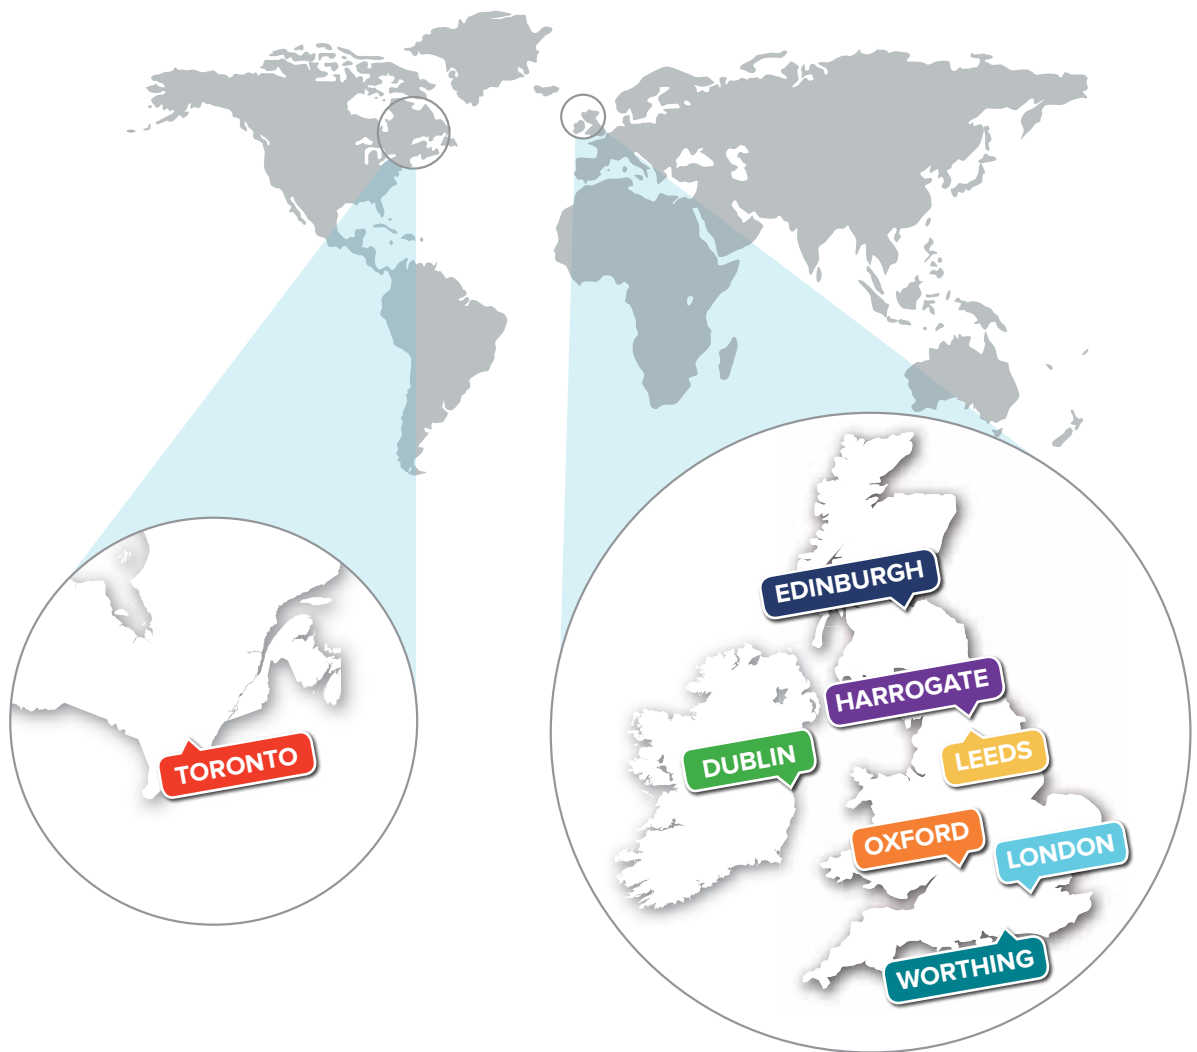 EDINBURGH
HARROGATE
DUBLIN
LEEDS
TORONTO
OXFORD
LONDON
WORTHING